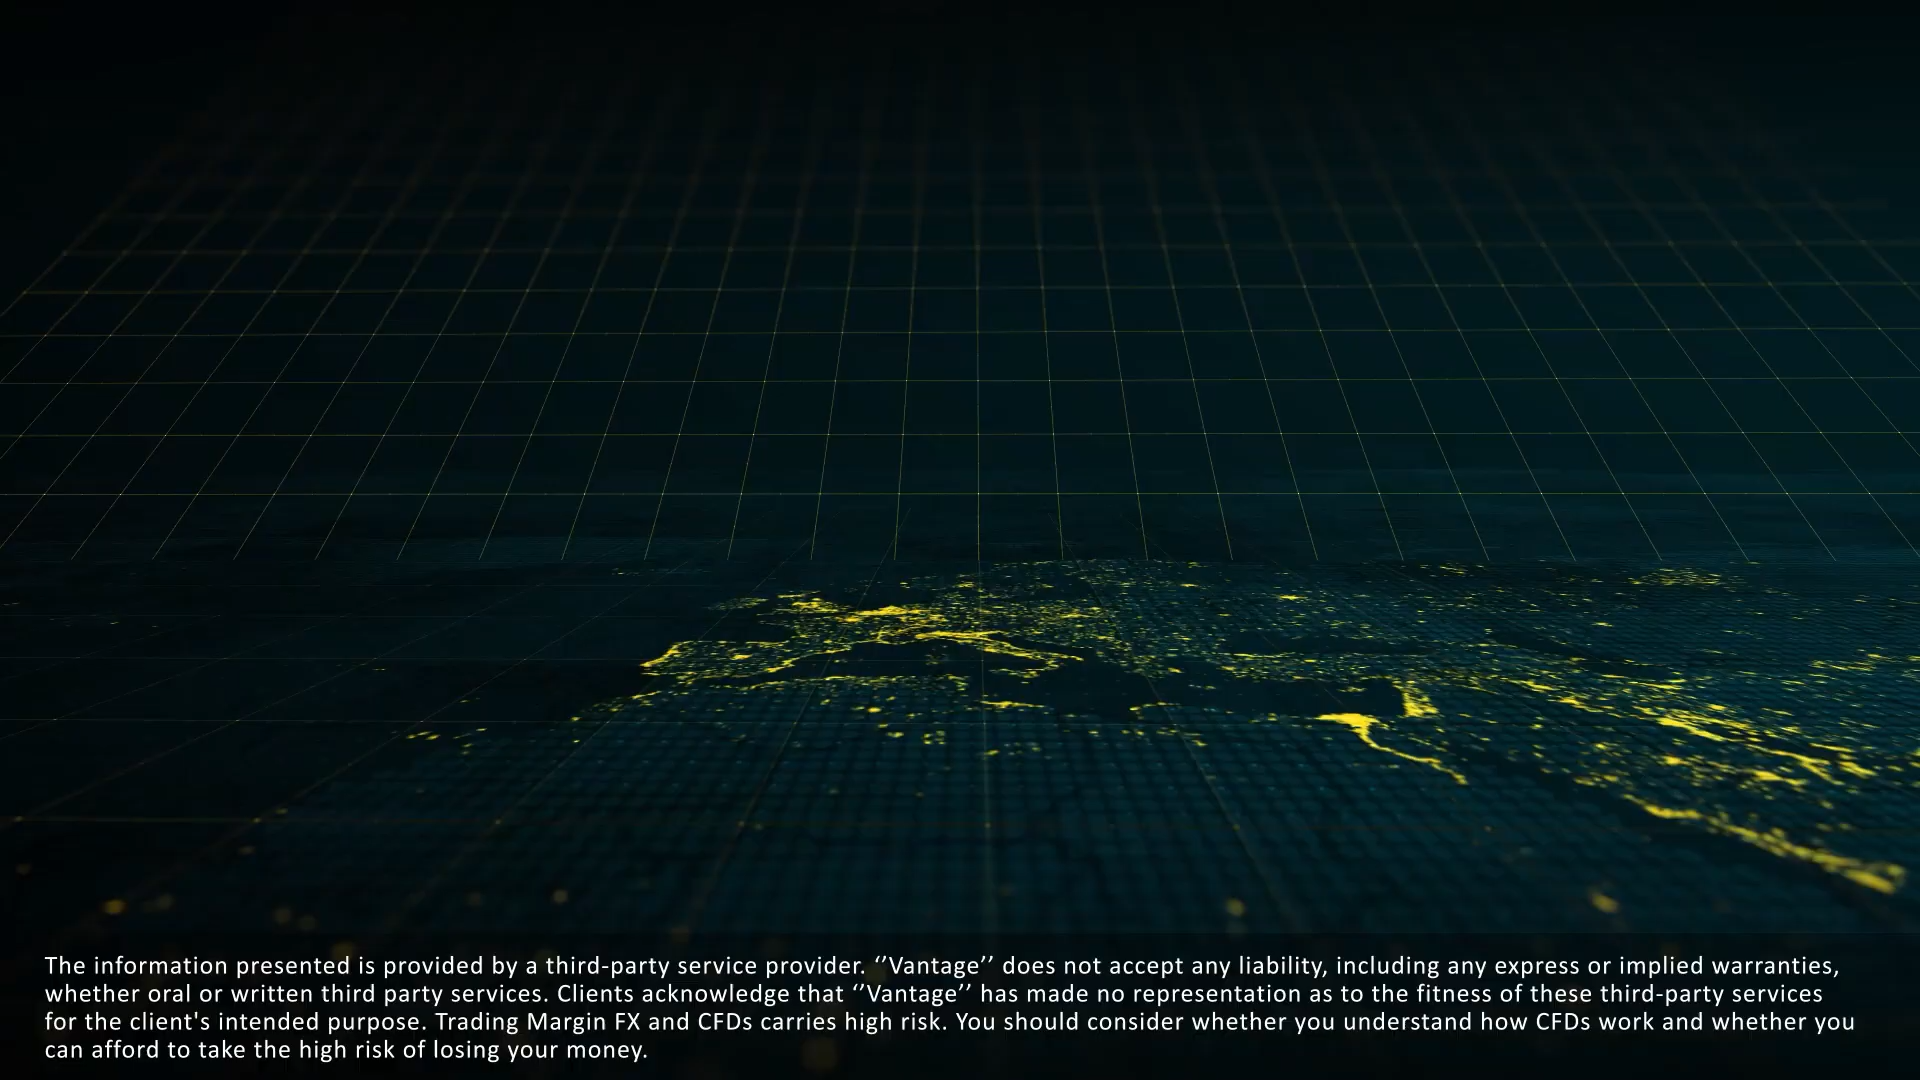 The information presented is provided by a third-party service provider. ‘’Vantage’’ does not accept any liability, including any express or implied warranties,
whether oral or written third party services. Clients acknowledge that ‘’Vantage’’ has made no representation as to the fitness of these third-party services
for the client's intended purpose. Trading Margin FX and CFDs carries high risk. You should consider whether you understand how CFDs work and whether you
can afford to take the high risk of losing your money.